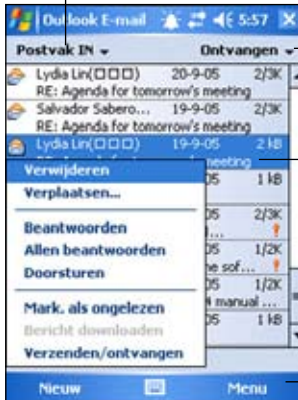 Outlook E-mail 5:57
Postvak IN Ontvangen
Lydia Lin(□□□) 20-9-05 2/3K
RE: Agenda for tomorrow's meeting
Salvador Sabero... 19-9-05 2/3K
RE: Agenda for tomorrow's meeting
Lydia Lin(□□□) 19-9-05 2 kB
meeting
Verwijderen
05 1 kB
Verplaatsen...
05 2/3K
Beantwoorden
...
Allen beantwoorden
05 1/2K
Doorsturen
ne sof...
05 1/2K
Mark. als ongelezen
manual ...
Bericht downloaden
05 1 kB
Verzenden/ontvangen
Nieuw Menu